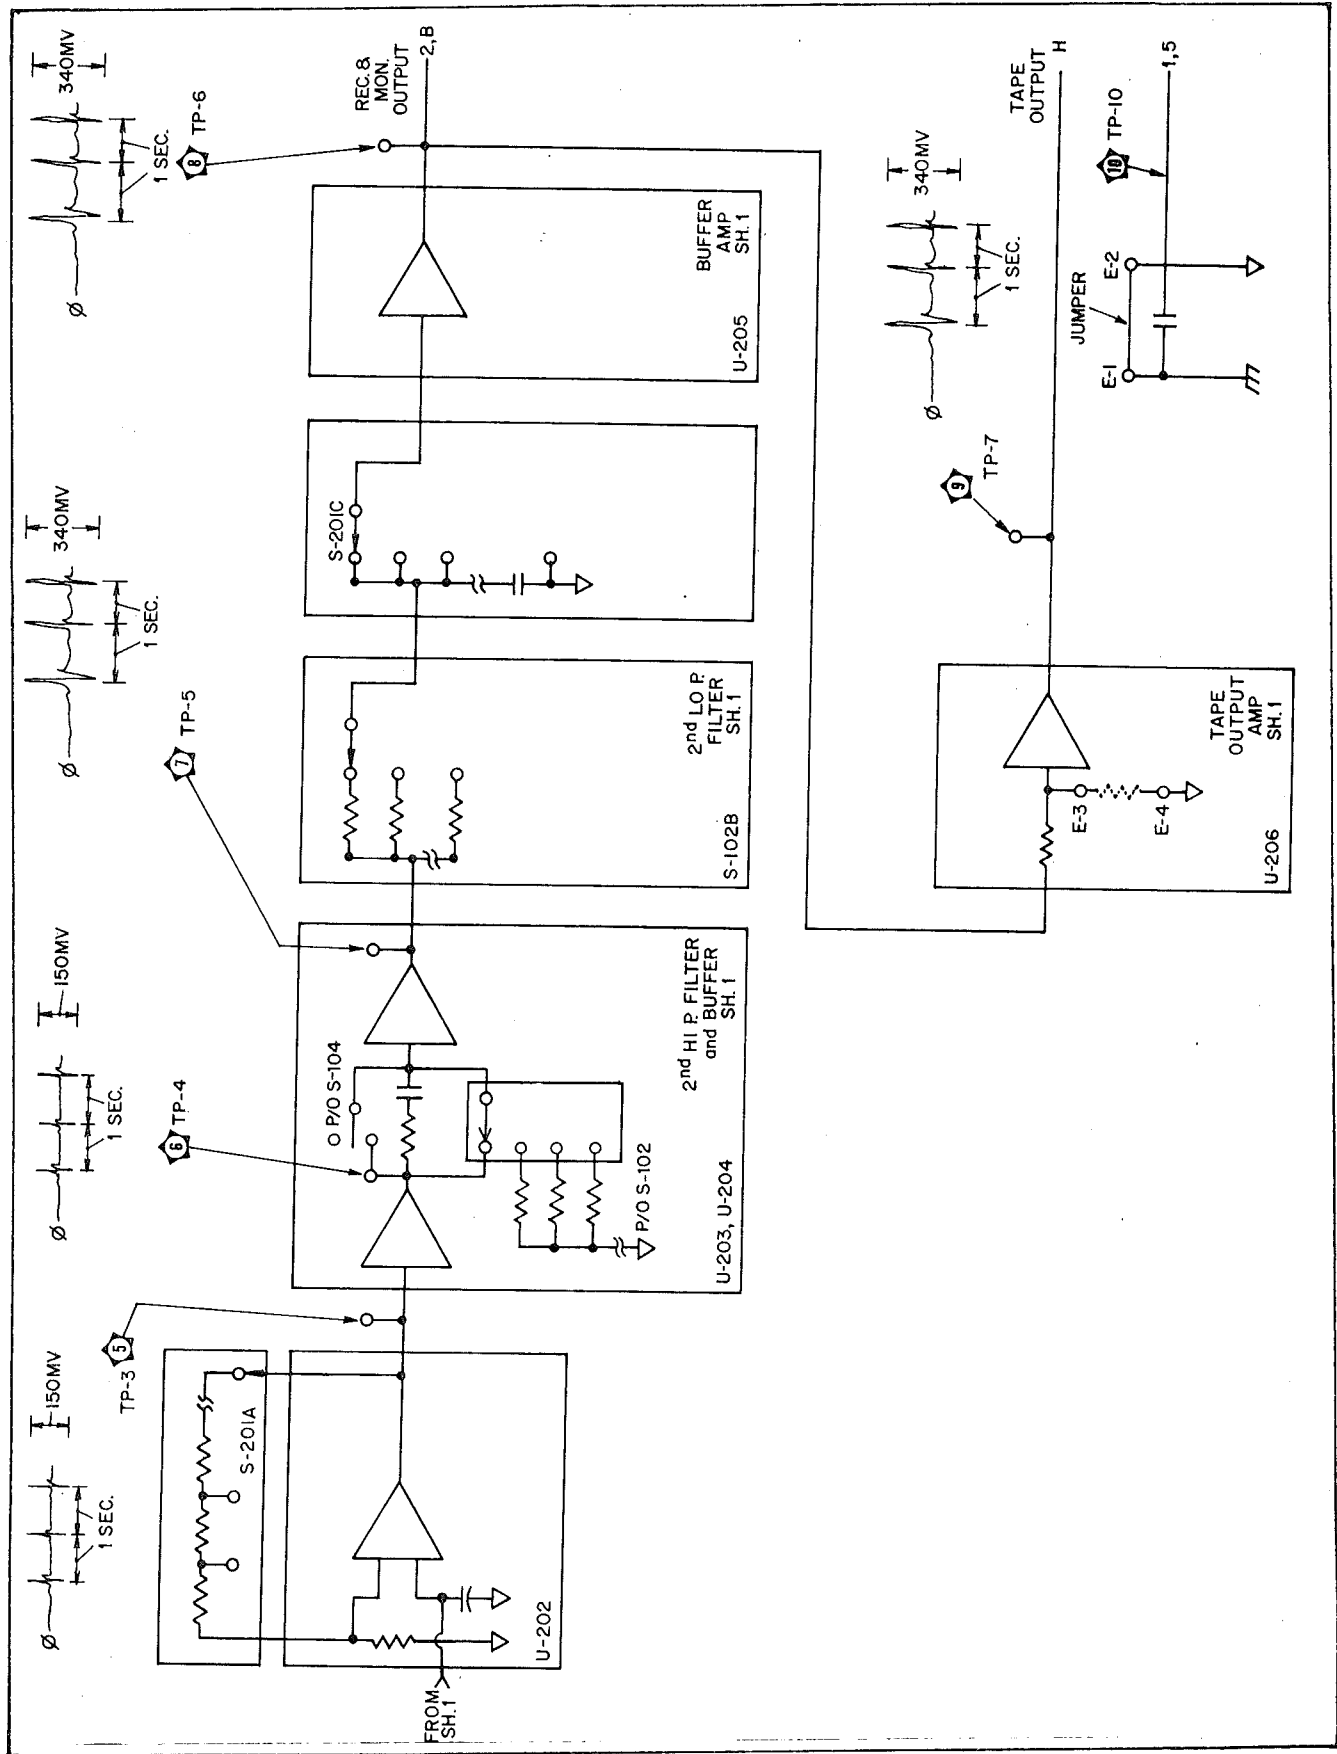 Ø
150MV
1 SEC.
TP-3
5
S-201A
U-202
FROM
SH.1
Ø
150MV
1 SEC.
6
TP-4
O P/O S-104
P/O S-102
2nd HI P. FILTER
and BUFFER
SH.1
U-203, U-204
7
TP-5
Ø
340MV
1 SEC.
2nd LO P.
FILTER
SH.1
S-102B
S-201C
Ø
340MV
1 SEC.
8
TP-6
REC. &
MON.
OUTPUT
2,B
BUFFER
AMP
SH.1
U-205
Ø
340MV
1 SEC.
9
TP-7
TAPE
OUTPUT
H
E-3
E-4
TAPE
OUTPUT
AMP
SH.1
U-206
JUMPER
E-1
E-2
10
TP-10
1,5